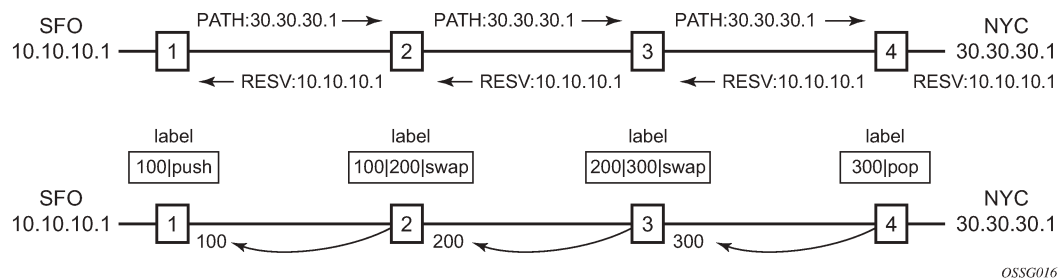 PATH:30.30.30.1 PATH:30.30.30.1 PATH:30.30.30.1
SFO NYC
10.10.10.1 1 2 3 4 30.30.30.1
RESV:10.10.10.1 RESV:10.10.10.1 RESV:10.10.10.1 RESV:10.10.10.1
label label label label
100|push 100|200|swap 200|300|swap 300|pop
SFO NYC
10.10.10.1 1 2 3 4 30.30.30.1
100 200 300
OSSG016